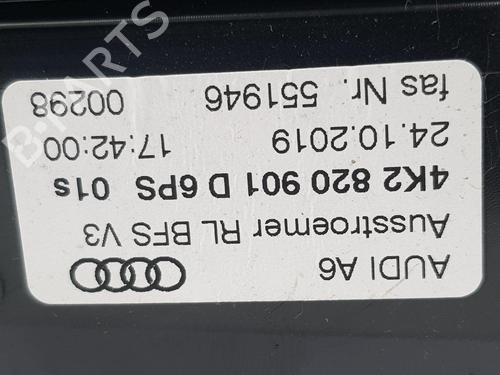 AUDI A6
Ausstroemer RL BFS V3
4K2 820 901 D 6PS 01s
24.10.2019 17:42:00
fas Nr. 551946 00298
B-PARTS